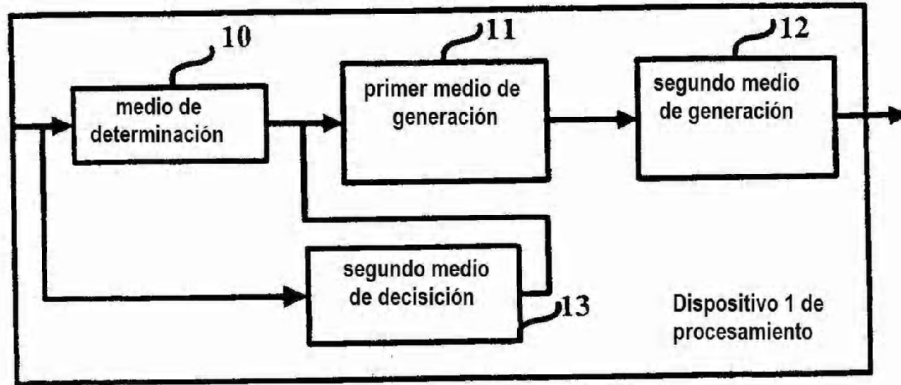 10
11
12
medio de
determinación
primer medio de
generación
segundo medio
de generación
segundo medio
de decisición
13
Dispositivo 1 de
procesamiento